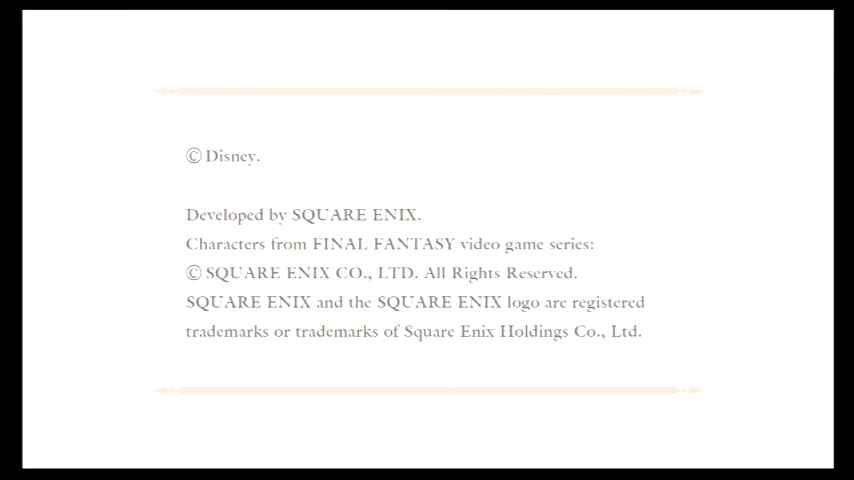 © Disney.
Developed by SQUARE ENIX.
Characters from FINAL FANTASY video game series:
© SQUARE ENIX CO., LTD. All Rights Reserved.
SQUARE ENIX and the SQUARE ENIX logo are registered
trademarks or trademarks of Square Enix Holdings Co., Ltd.